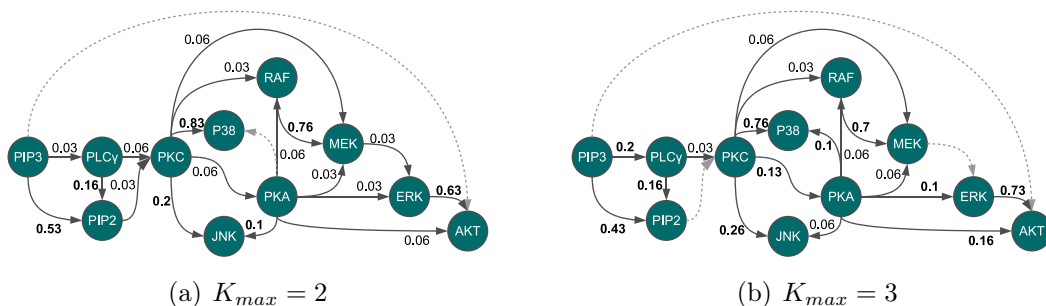 0.06
0.03
RAF
0.83
P38
0.76
MEK
0.03
PIP3
0.03
PLCγ
0.06
PKC
0.06
0.06
0.03
0.16
0.03
PKA
0.03
ERK
0.63
PIP2
0.2
0.53
JNK
0.1
0.06
AKT
(a) Kmax = 2
0.06
0.03
RAF
0.76
P38
0.7
MEK
0.1
PIP3
0.2
PLCγ
0.03
PKC
0.13
0.06
0.06
0.16
PKA
0.1
ERK
0.73
PIP2
0.26
0.43
JNK
0.06
0.16
AKT
(b) Kmax = 3